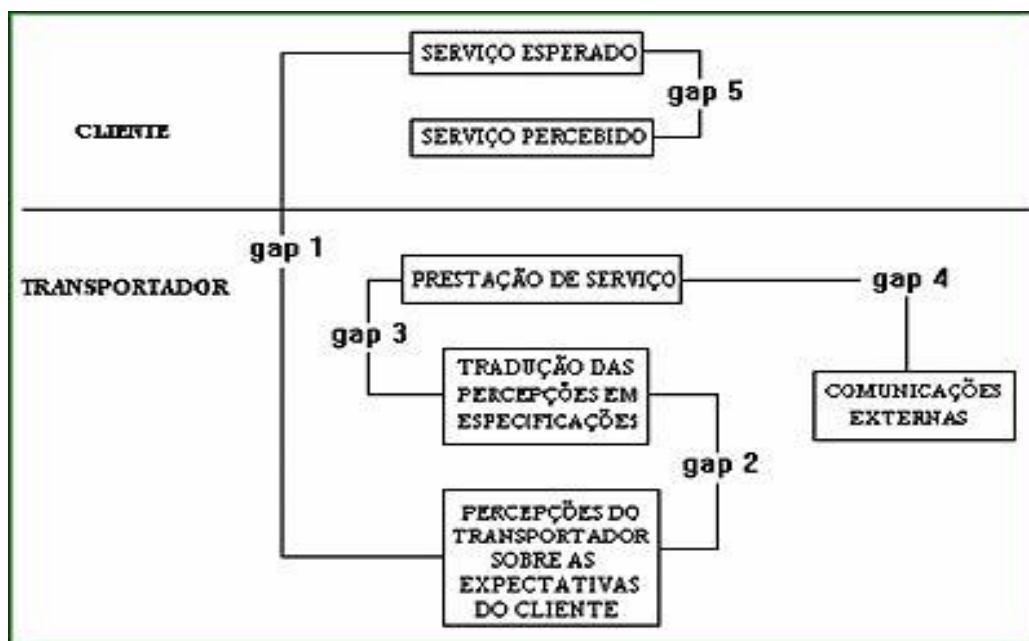 SERVIÇO ESPERADO
gap 5
CLIENTE
SERVIÇO PERCEBIDO
gap 1
TRANSPORTADOR
PRESTAÇÃO DE SERVIÇO
gap 4
gap 3
TRADUÇÃO DAS
PERCEPÇÕES EM
ESPECIFICAÇÕES
COMUNICAÇÕES
EXTERNAS
gap 2
PERCEPÇÕES DO
TRANSPORTADOR
SOBRE AS
EXPECTATIVAS
DO CLIENTE